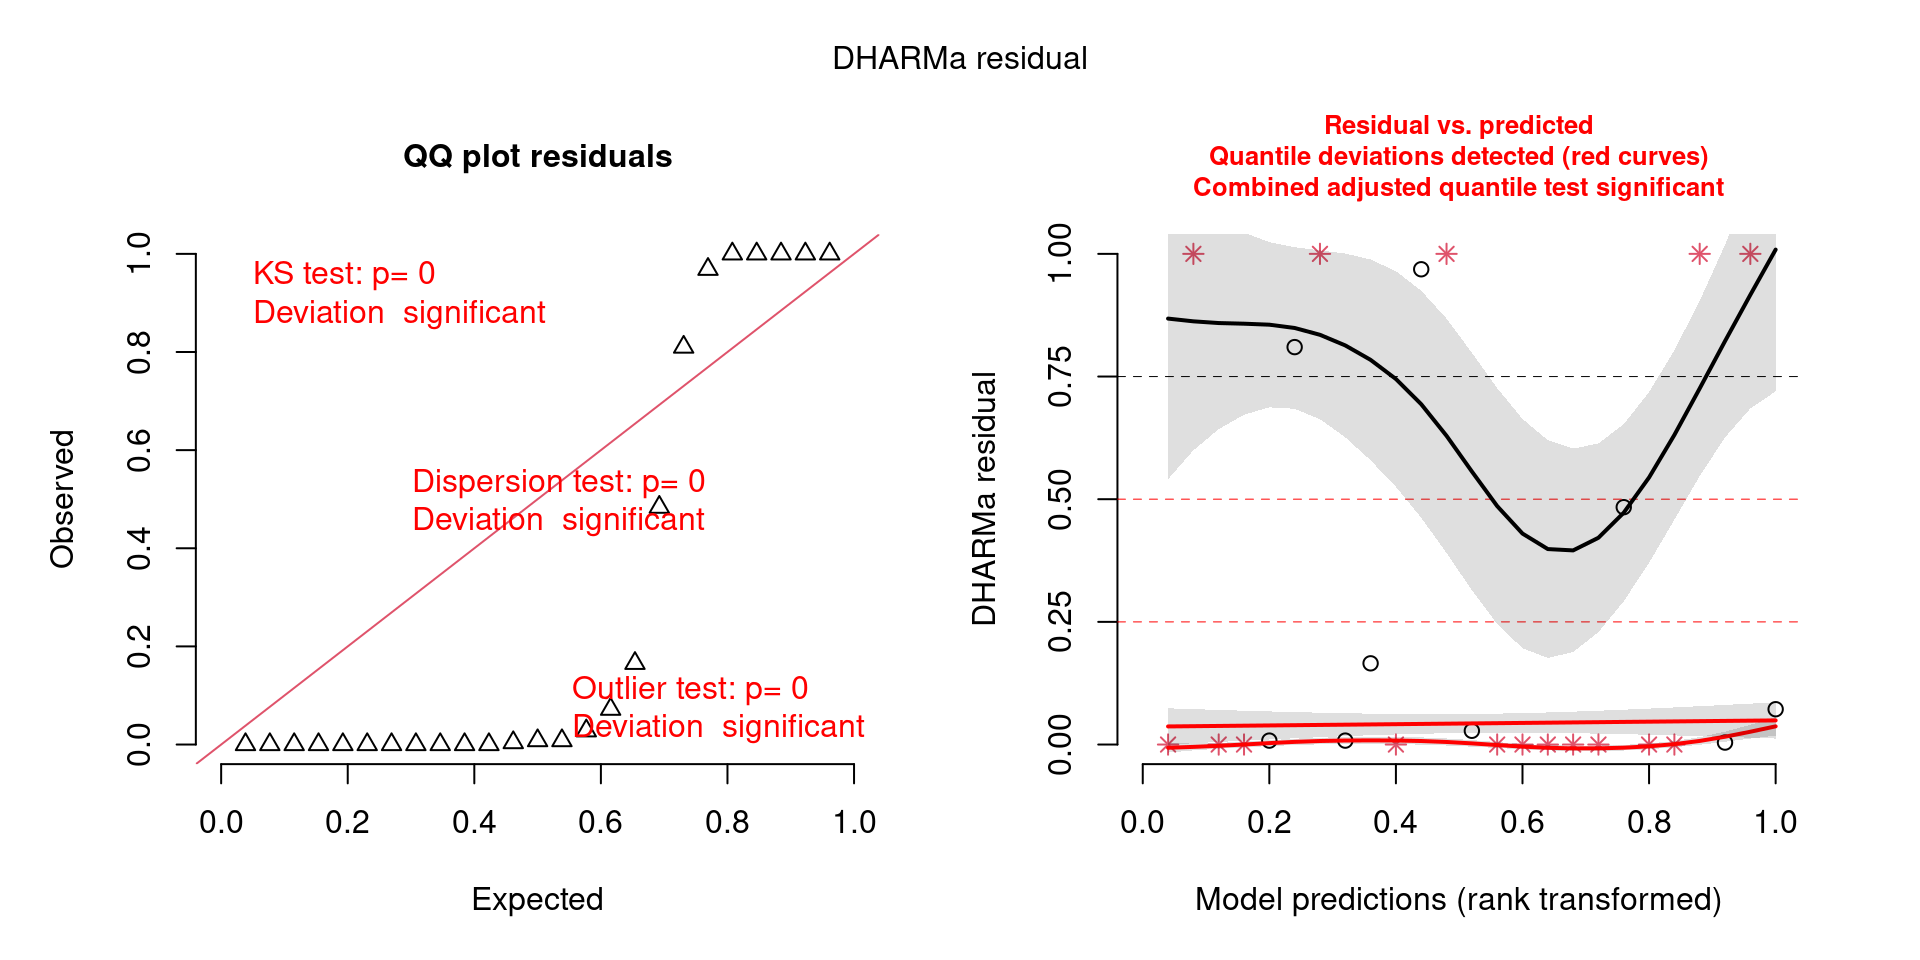 DHARMa residual
QQ plot residuals
KS test: p= 0
Deviation  significant
Dispersion test: p= 0
Deviation  significant
Outlier test: p= 0
Deviation  significant
Observed
1.0
0.8
0.6
0.4
0.2
0.0
0.0 0.2 0.4 0.6 0.8 1.0
Expected
Residual vs. predicted
Quantile deviations detected (red curves)
Combined adjusted quantile test significant
DHARMa residual
1.00
0.75
0.50
0.25
0.00
0.0 0.2 0.4 0.6 0.8 1.0
Model predictions (rank transformed)